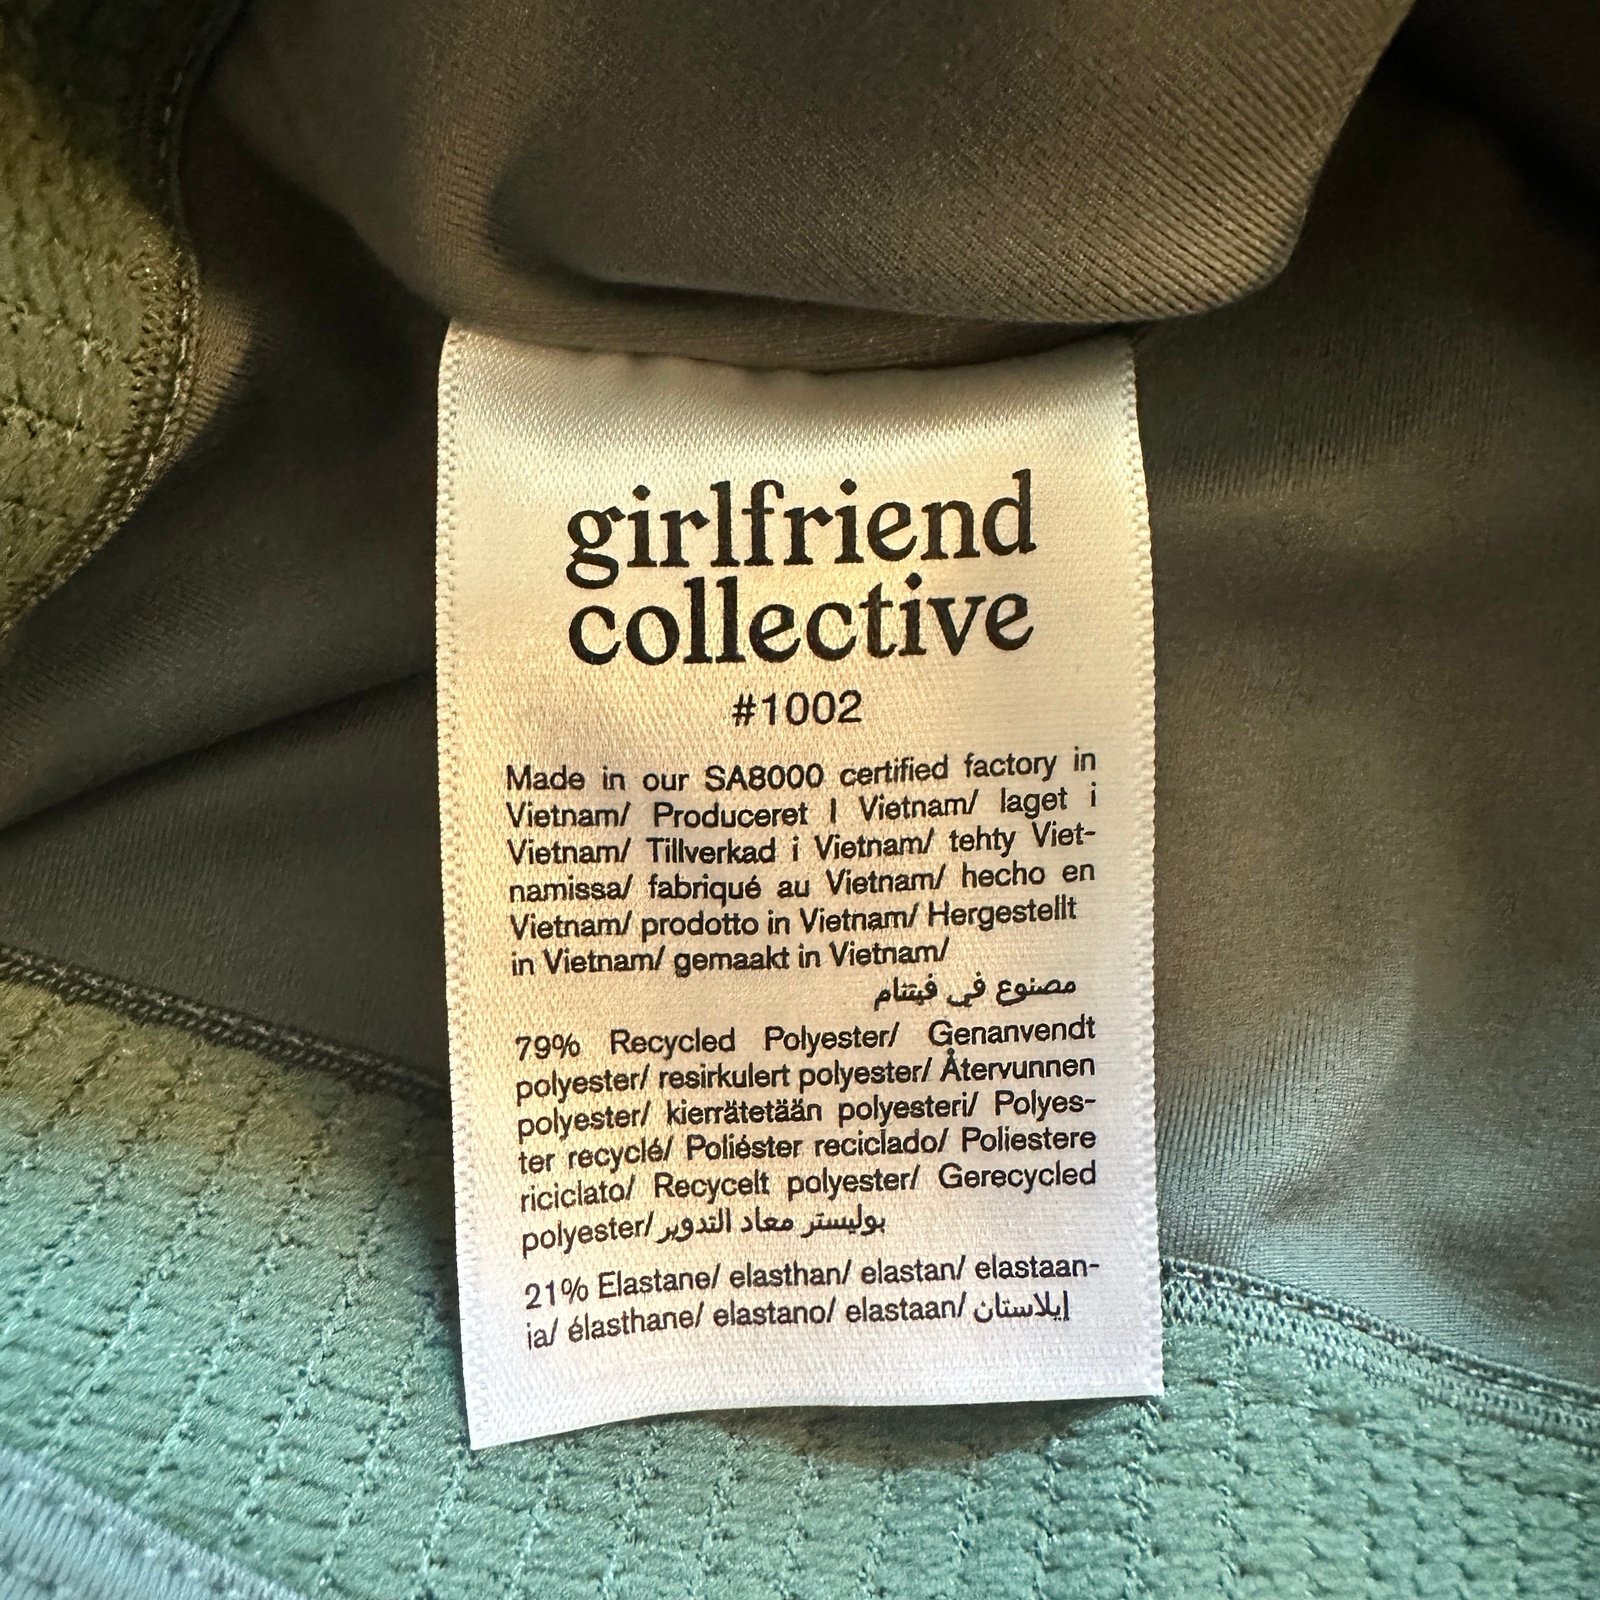 girlfriend
collective
#1002
Made in our SA8000 certified factory in
Vietnam/ Produceret I Vietnam/ laget i
Vietnam/ Tillverkad i Vietnam/ tehty Viet-
namissa/ fabriqué au Vietnam/ hecho en
Vietnam/ prodotto in Vietnam/ Hergestellt
in Vietnam/ gemaakt in Vietnam/
مصنوع في فيتنام
79% Recycled Polyester/ Genanvendt
polyester/ resirkulert polyester/ Återvunnen
polyester/ kierrätetään polyesteri/ Polyes-
ter recyclé/ Poliéster reciclado/ Poliestere
riciclato/ Recycelt polyester/ Gerecycled
polyester/ بوليستر معاد التدوير
21% Elastane/ elasthan/ elastan/ elastaan-
ia/ élasthane/ elastano/ elastaan/ إيلاستان